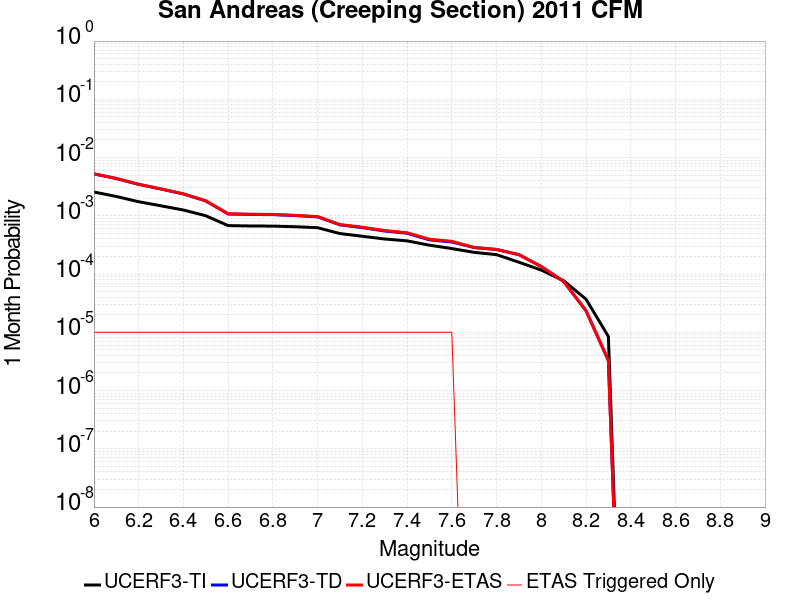 San Andreas (Creeping Section) 2011 CFM
10^0
10^-1
10^-2
10^-3
10^-4
10^-5
10^-6
10^-7
10^-8
1 Month Probability
6 6.2 6.4 6.6 6.8 7 7.2 7.4 7.6 7.8 8 8.2 8.4 8.6 8.8 9
Magnitude
UCERF3-TI UCERF3-TD UCERF3-ETAS ETAS Triggered Only